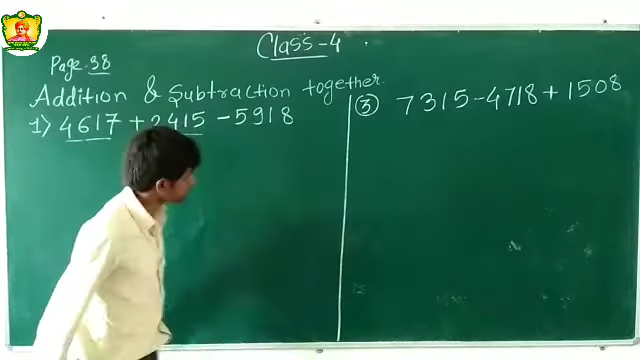 Class-4
Page-38
Addition & Subtraction together.
1) 4617 + 2415 - 5918
③ 7315 - 4718 + 1508